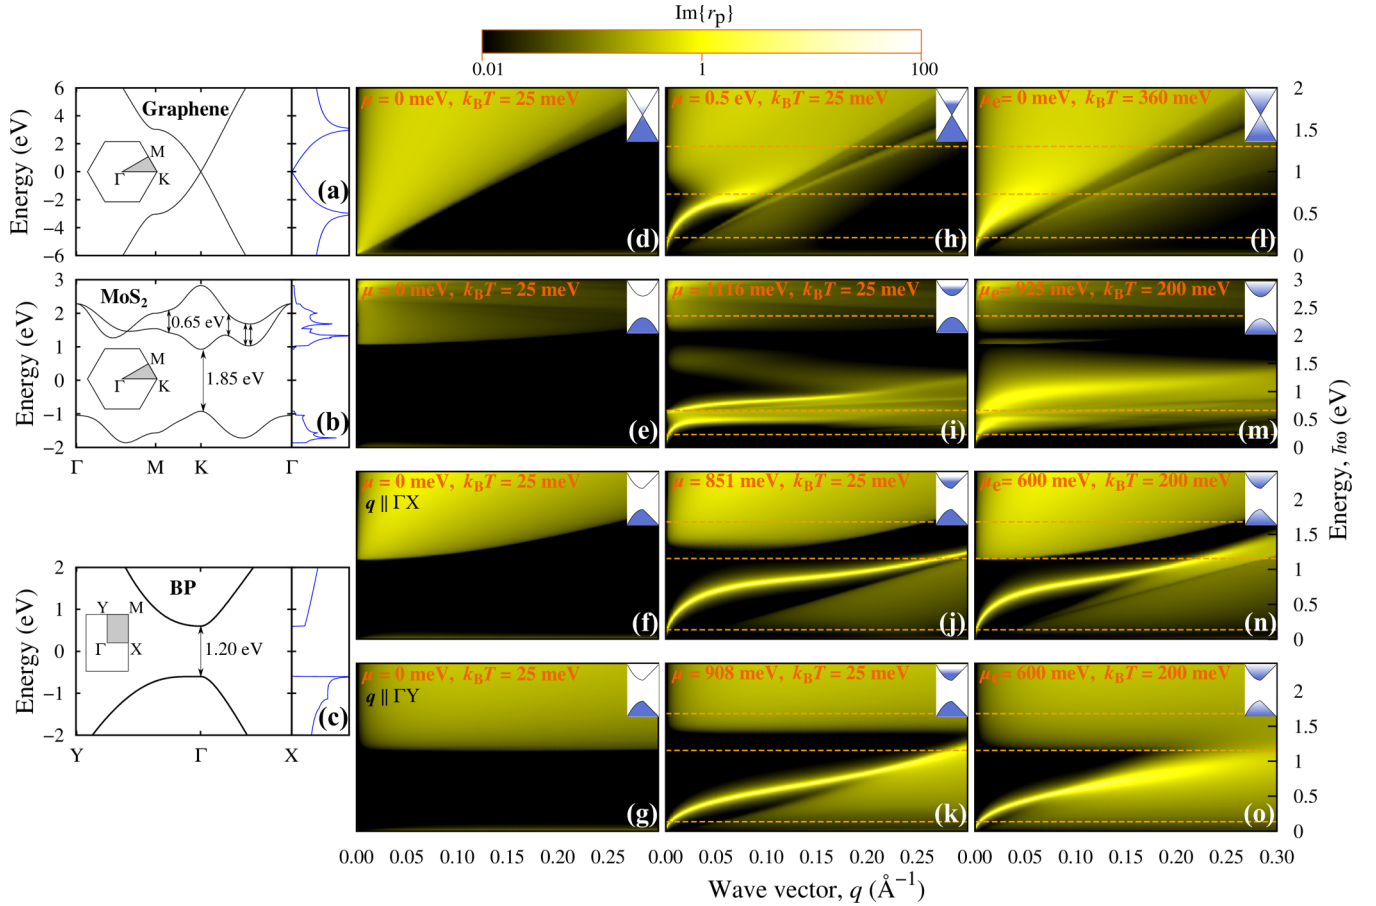 Im{rₚ}
0.01 1 100
Energy (eV)
6
4
2
0
−2
−4
−6
Graphene
M
Γ K
(a)
μ = 0 meV, k_BT = 25 meV
(d)
μ = 0.5 eV, k_BT = 25 meV
(h)
μₑ= 0 meV, k_BT = 360 meV
(l)
2
1.5
1
0.5
0
Energy (eV)
3
2
1
0
−1
−2
MoS₂
0.65 eV
M
Γ K
1.85 eV
(b)
Γ M K Γ
μ = 0 meV, k_BT = 25 meV
(e)
μ = 1116 meV, k_BT = 25 meV
(i)
μₑ= 925 meV, k_BT = 200 meV
(m)
3
2.5
2
1.5
1
0.5
0
Energy, ħω (eV)
μ = 0 meV, k_BT = 25 meV
q ∥ ΓX
(f)
μ = 851 meV, k_BT = 25 meV
(j)
μₑ= 600 meV, k_BT = 200 meV
(n)
2
1.5
1
0.5
0
Energy (eV)
2
1
0
−1
−2
BP
Y M
Γ X
1.20 eV
(c)
Y Γ X
μ = 0 meV, k_BT = 25 meV
q ∥ ΓY
(g)
μ = 908 meV, k_BT = 25 meV
(k)
μₑ= 600 meV, k_BT = 200 meV
(o)
2
1.5
1
0.5
0
0.00 0.05 0.10 0.15 0.20 0.25 0.00 0.05 0.10 0.15 0.20 0.25 0.00 0.05 0.10 0.15 0.20 0.25 0.30
Wave vector, q (Å⁻¹)